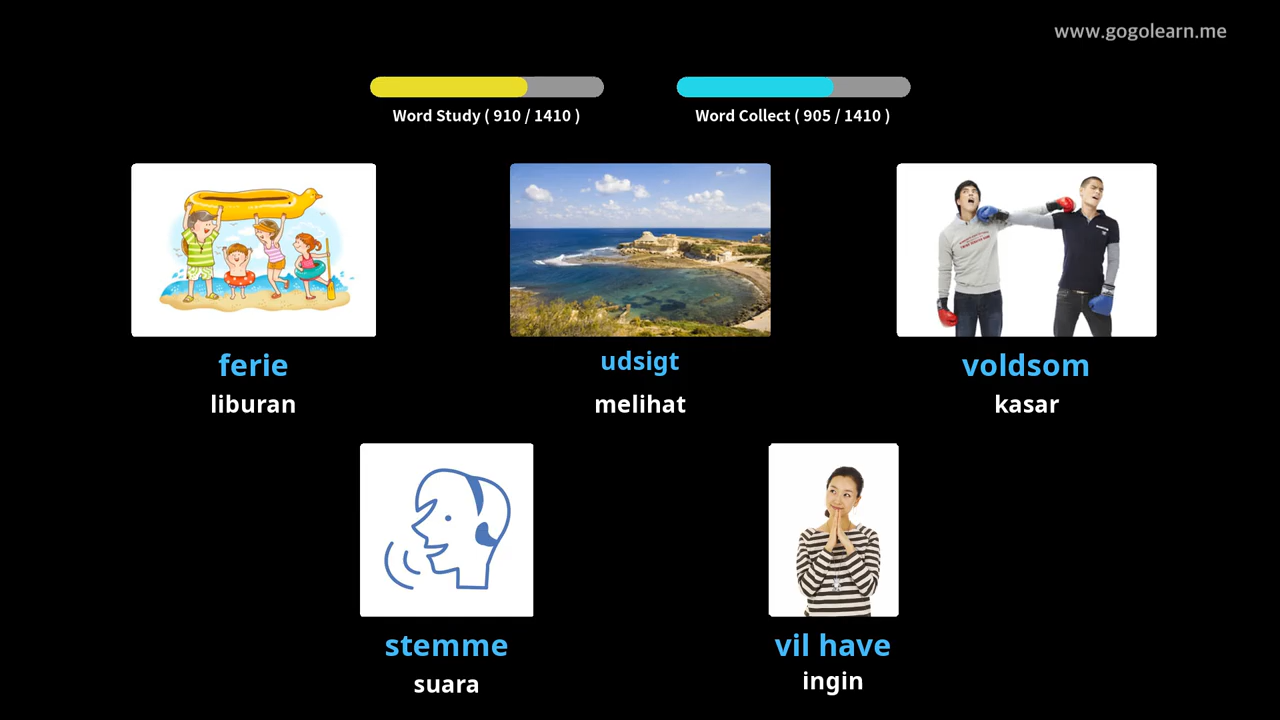 www.gogolearn.me
Word Study ( 910 / 1410 )
Word Collect ( 905 / 1410 )
ferie
liburan
udsigt
melihat
voldsom
kasar
stemme
suara
vil have
ingin